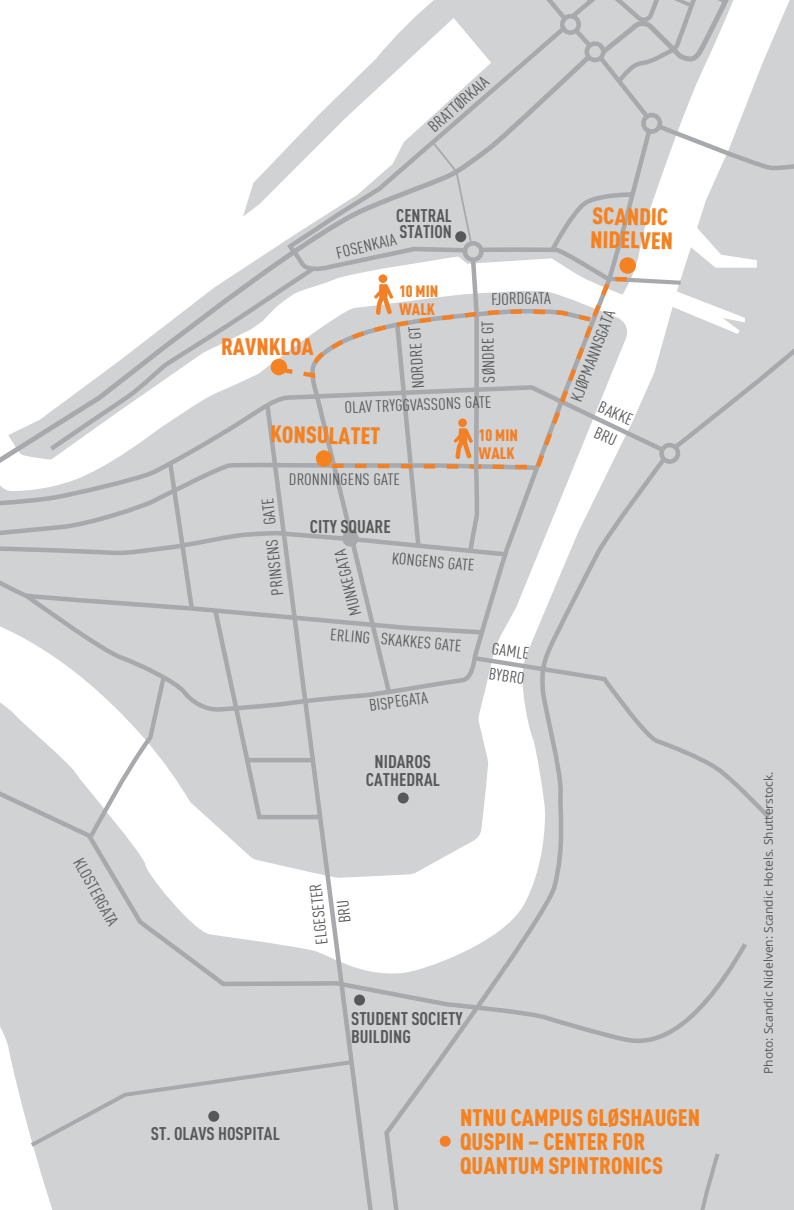 BRATTØRKAIA
SCANDIC
NIDELVEN
CENTRAL
STATION
FOSENKAIA
10 MIN
WALK
FJORDGATA
RAVNKLOA
NORDRE GT
SØNDRE GT
KJØPMANNSGATA
OLAV TRYGGVASSONS GATE
BAKKE
BRU
KONSULATET
10 MIN
WALK
DRONNINGENS GATE
PRINSENS GATE
CITY SQUARE
MUNKEGATA
KONGENS GATE
ERLING SKAKKES GATE
GAMLE
BYBRO
BISPEGATA
NIDAROS
CATHEDRAL
KLOSTERGATA
ELGESETER
BRU
STUDENT SOCIETY
BUILDING
ST. OLAVS HOSPITAL
NTNU CAMPUS GLØSHAUGEN
QUSPIN – CENTER FOR
QUANTUM SPINTRONICS
Photo: Scandic Nidelven: Scandic Hotels. Shutterstock.